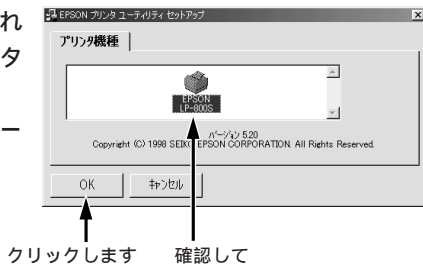 れ
タ
ー
EPSON プリンタ ユーティリティ セットアップ
プリンタ機種
EPSON
LP-800S
バージョン 5.20
Copyright (C) 1998 SEIKO EPSON CORPORATION. All Rights Reserved.
OK キャンセル
クリックします 確認して